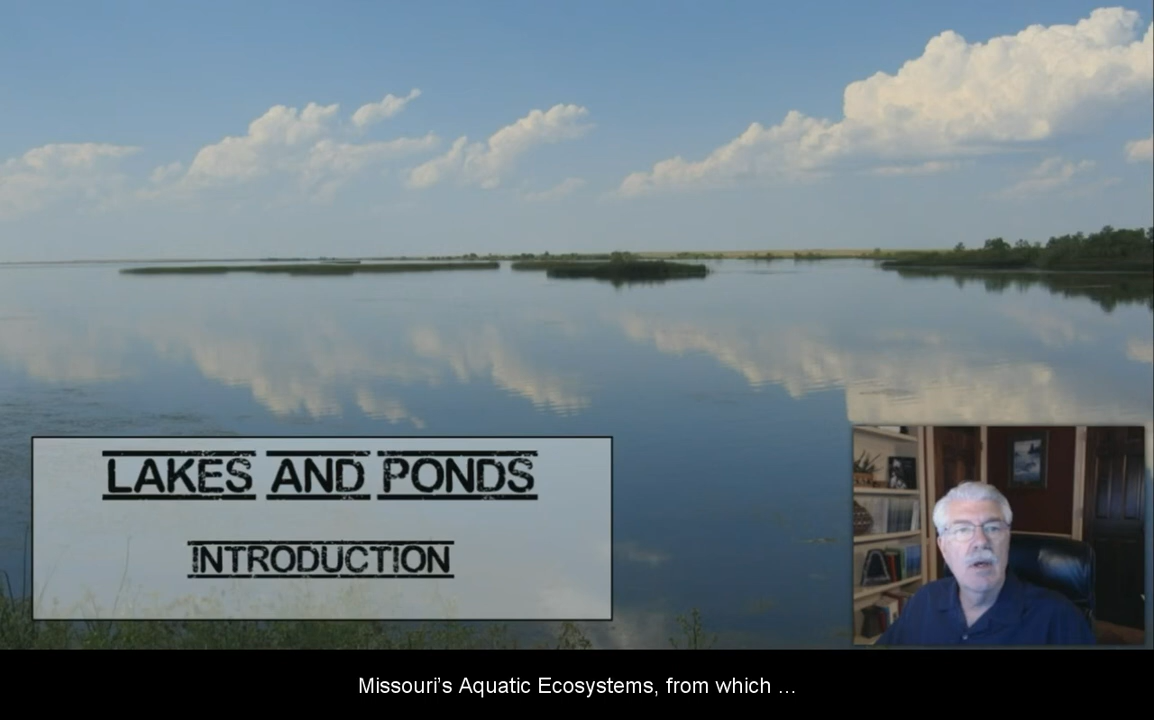 LAKES AND PONDS
INTRODUCTION
Missouri’s Aquatic Ecosystems, from which ...